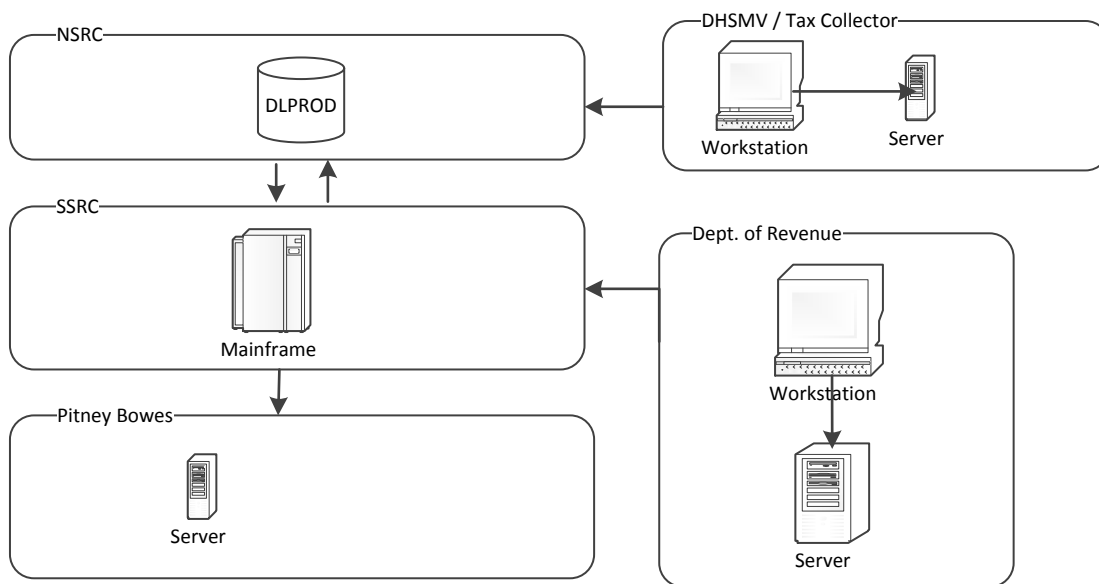 NSRC
DLPROD
DHSMV / Tax Collector
Workstation
Server
SSRC
Mainframe
Dept. of Revenue
Workstation
Server
Pitney Bowes
Server